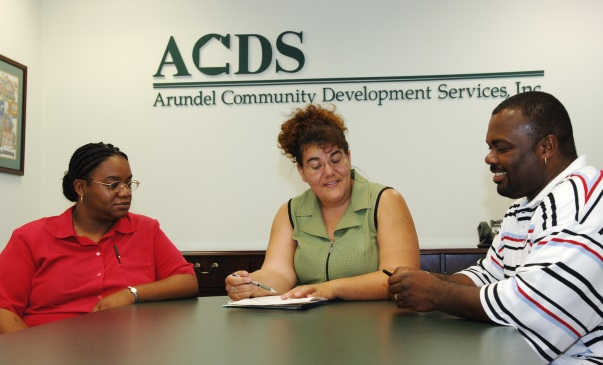 ACDS
Arundel Community Development Services, Inc.